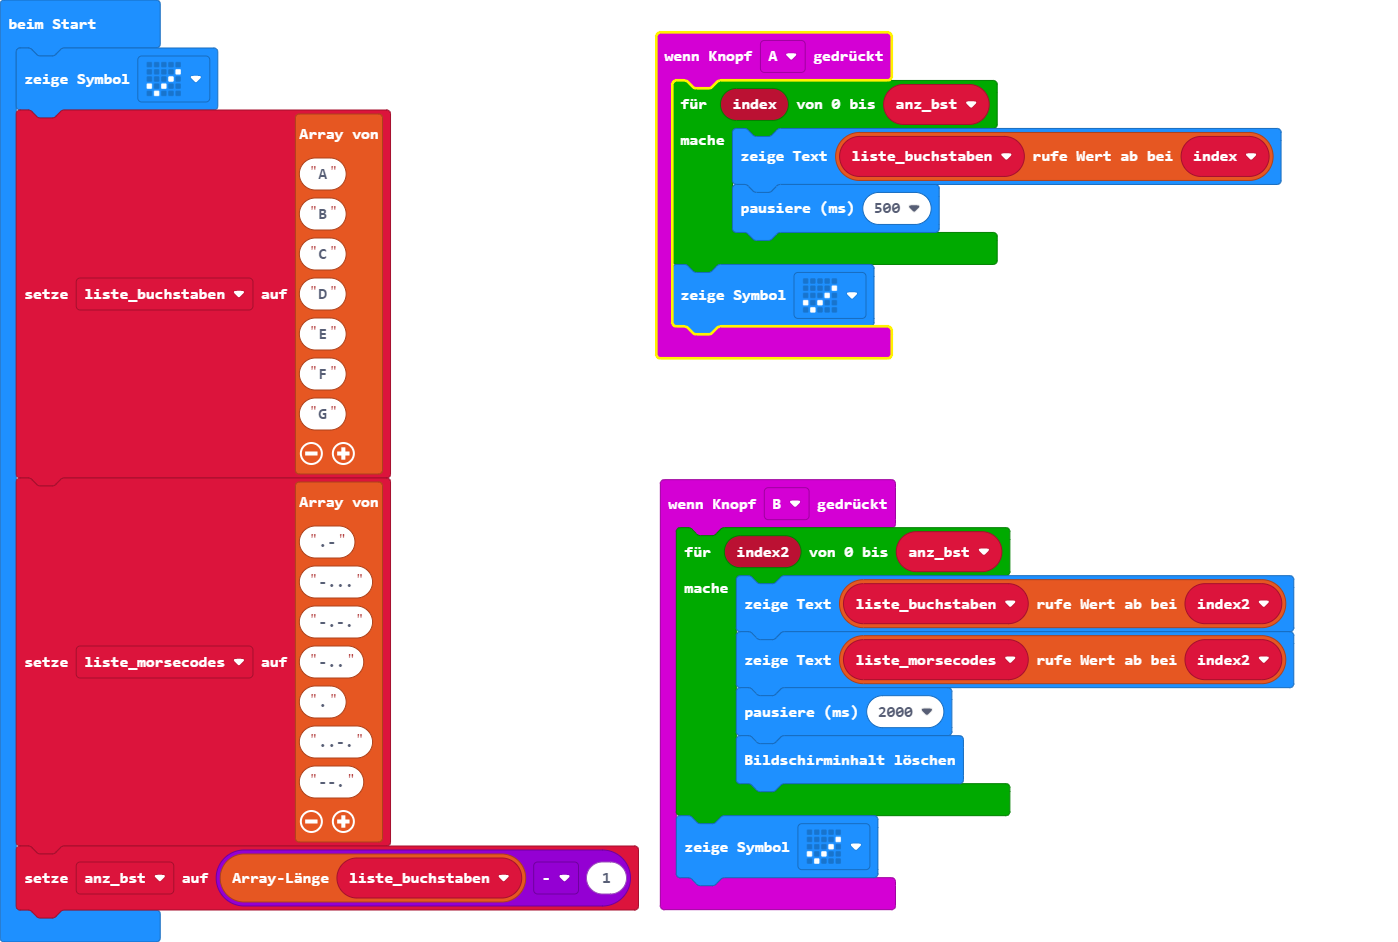 beim Start
zeige Symbol
setze liste_buchstaben auf Array von
"A"
"B"
"C"
"D"
"E"
"F"
"G"
setze liste_morsecodes auf Array von
".-"
"-..."
"-.-."
"-.."
"."
"..-."
"--."
setze anz_bst auf Array-Länge liste_buchstaben - 1
wenn Knopf A gedrückt
für index von 0 bis anz_bst
mache
zeige Text liste_buchstaben rufe Wert ab bei index
pausiere (ms) 500
zeige Symbol
wenn Knopf B gedrückt
für index2 von 0 bis anz_bst
mache
zeige Text liste_buchstaben rufe Wert ab bei index2
zeige Text liste_morsecodes rufe Wert ab bei index2
pausiere (ms) 2000
Bildschirminhalt löschen
zeige Symbol